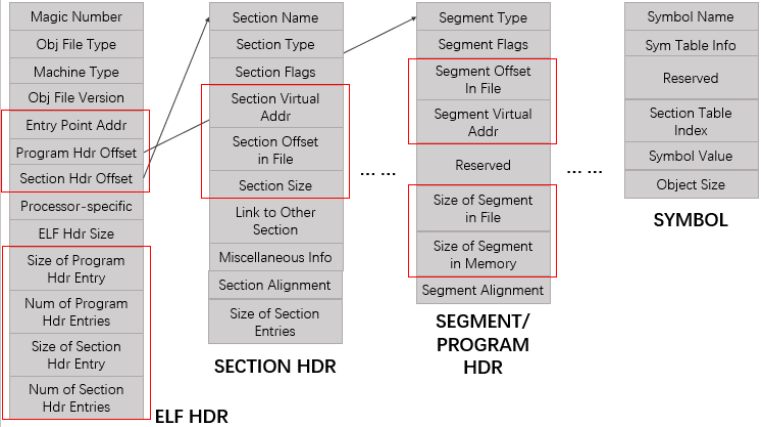 Magic Number
Obj File Type
Machine Type
Obj File Version
Entry Point Addr
Program Hdr Offset
Section Hdr Offset
Processor-specific
ELF Hdr Size
Size of Program
Hdr Entry
Num of Program
Hdr Entries
Size of Section
Hdr Entry
Num of Section
Hdr Entries
ELF HDR
Section Name
Section Type
Section Flags
Section Virtual
Addr
Section Offset
in File
Section Size
Link to Other
Section
Miscellaneous Info
Section Alignment
Size of Section
Entries
SECTION HDR
... ...
Segment Type
Segment Flags
Segment Offset
In File
Segment Virtual
Addr
Reserved
Size of Segment
in File
Size of Segment
in Memory
Segment Alignment
SEGMENT/
PROGRAM
HDR
... ...
Symbol Name
Sym Table Info
Reserved
Section Table
Index
Symbol Value
Object Size
SYMBOL